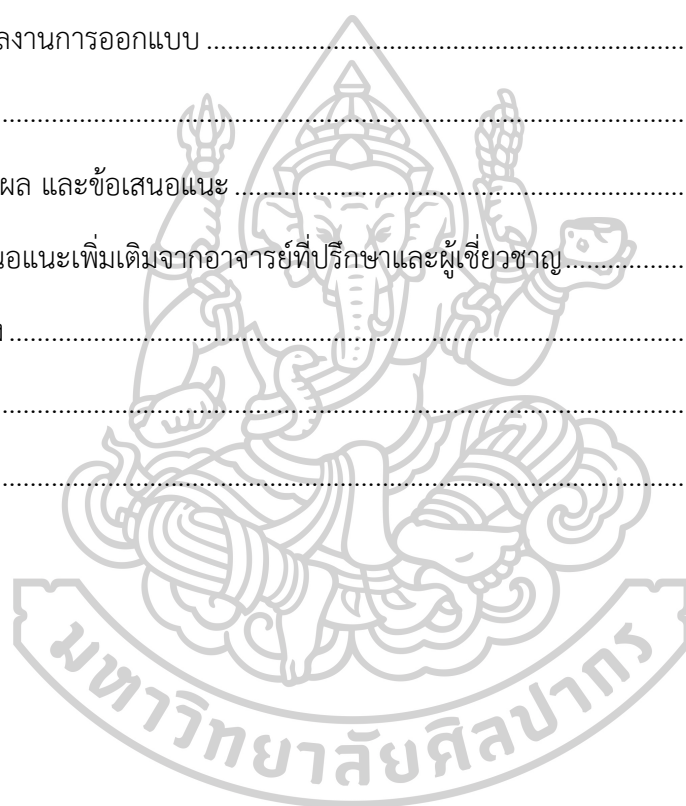 ลงานการออกแบบ ........................................................................
........................................................................................................
ผล และข้อเสนอแนะ ....................................................................
นอแนะเพิ่มเติมจากอาจารย์ที่ปรึกษาและผู้เชี่ยวชาญ..................
........................................................................................................
........................................................................................................
........................................................................................................
มหาวิทยาลัยศิลปากร